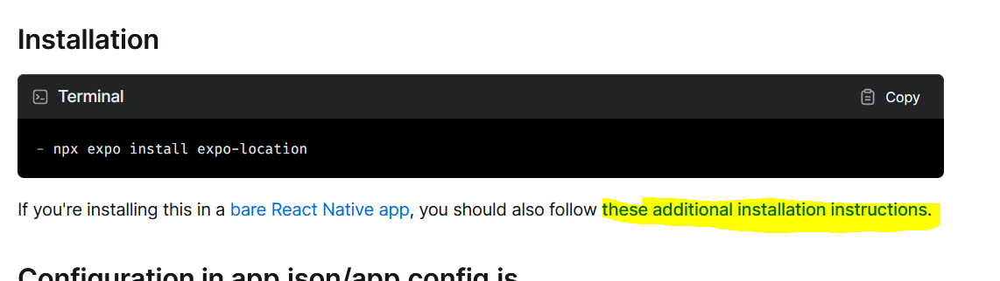 Installation
Terminal
Copy
- npx expo install expo-location
If you're installing this in a bare React Native app, you should also follow these additional installation instructions.
Configuration in app.json/app.config.js